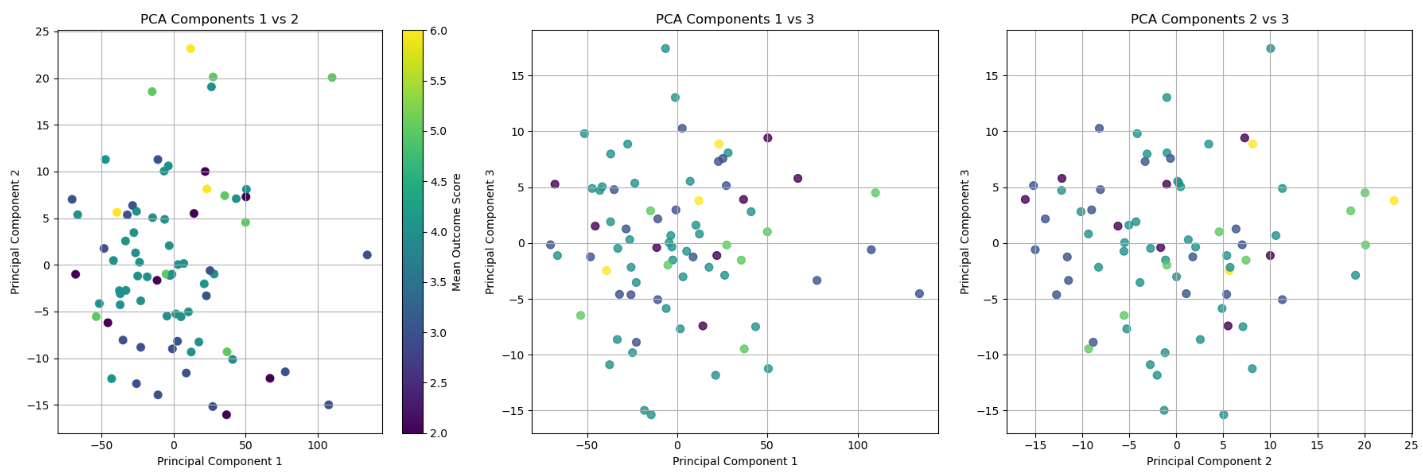 PCA Components 1 vs 2
25
20
15
10
5
0
−5
−10
−15
Principal Component 2
−50 0 50 100
Principal Component 1
6.0
5.5
5.0
4.5
4.0
3.5
3.0
2.5
2.0
Mean Outcome Score
PCA Components 1 vs 3
15
10
5
0
−5
−10
−15
Principal Component 3
−50 0 50 100
Principal Component 1
PCA Components 2 vs 3
15
10
5
0
−5
−10
−15
Principal Component 3
−15 −10 −5 0 5 10 15 20 25
Principal Component 2